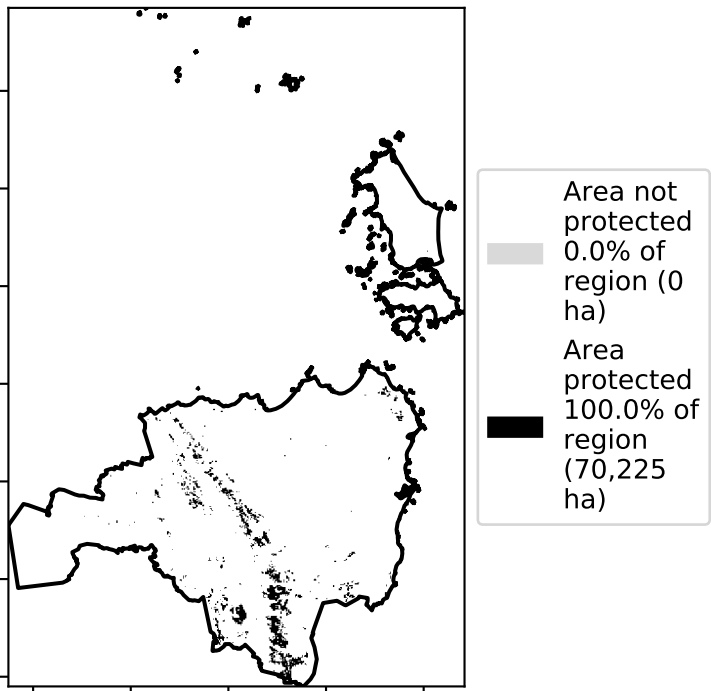 Area not
protected
0.0% of
region (0
ha)
Area
protected
100.0% of
region
(70,225
ha)